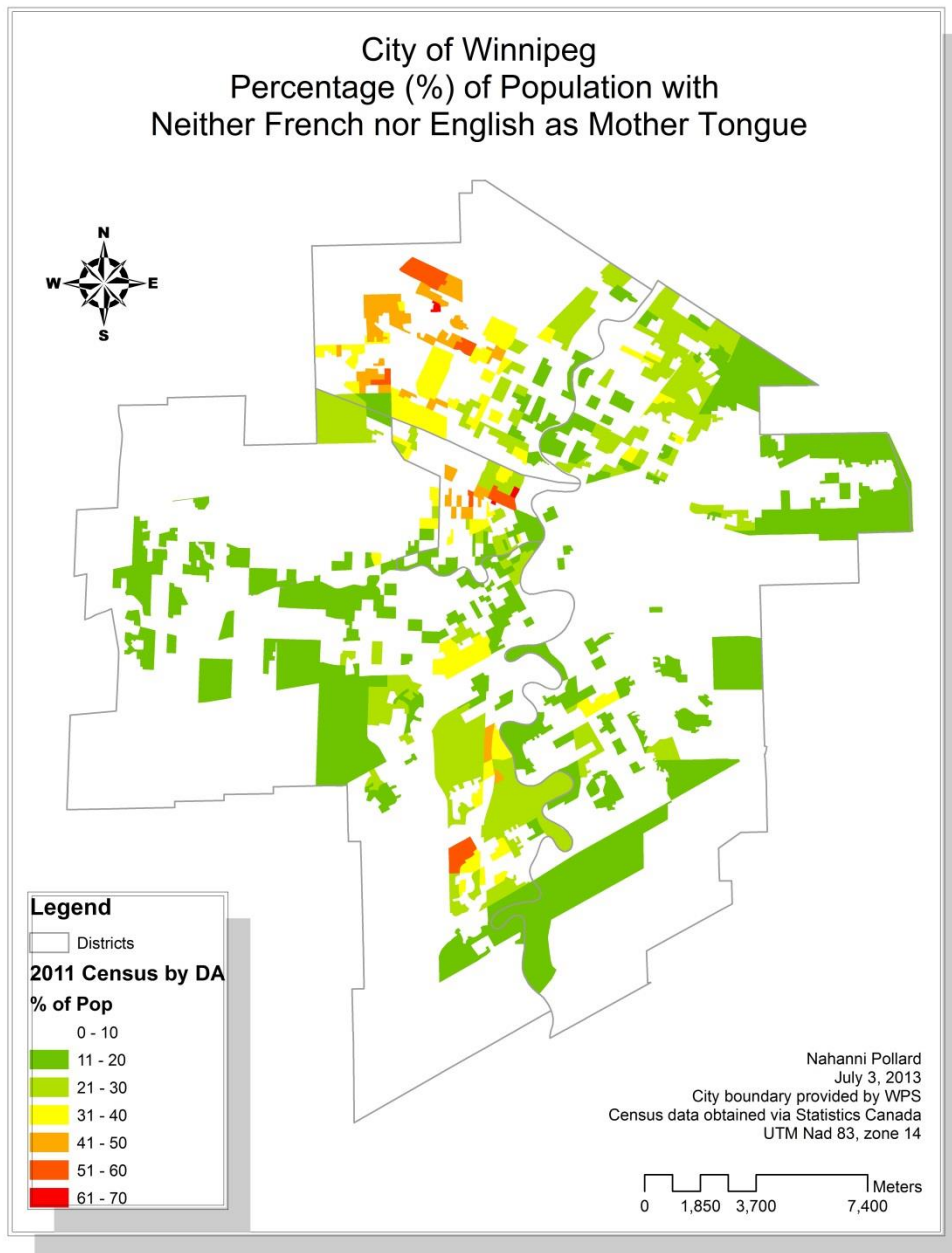 City of Winnipeg
Percentage (%) of Population with
Neither French nor English as Mother Tongue
N
W E
S
Legend
Districts
2011 Census by DA
% of Pop
0 - 10
11 - 20
21 - 30
31 - 40
41 - 50
51 - 60
61 - 70
Nahanni Pollard
July 3, 2013
City boundary provided by WPS
Census data obtained via Statistics Canada
UTM Nad 83, zone 14
Meters
0 1,850 3,700 7,400